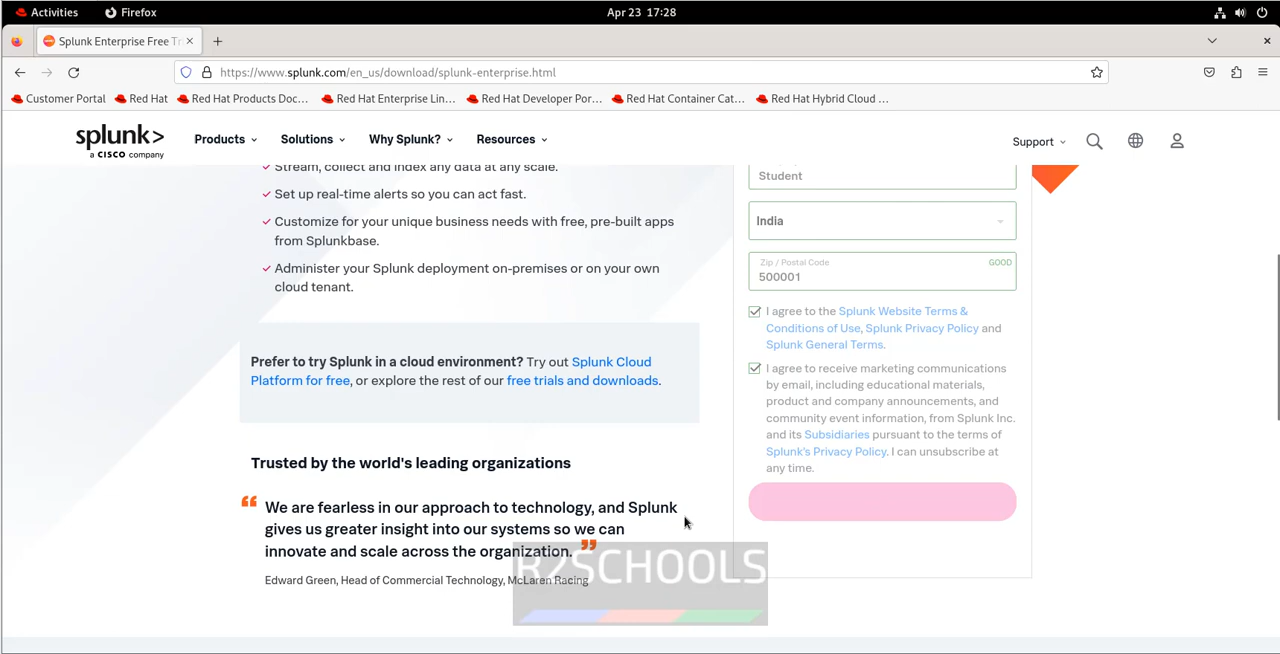 Activities
Firefox
Apr 23 17:28
Splunk Enterprise Free Tr
https://www.splunk.com/en_us/download/splunk-enterprise.html
Customer Portal
Red Hat
Red Hat Products Doc...
Red Hat Enterprise Lin...
Red Hat Developer Por...
Red Hat Container Cat...
Red Hat Hybrid Cloud ...
splunk>
a CISCO company
Products
Solutions
Why Splunk?
Resources
Support
Stream, collect and index any data at any scale.
Set up real-time alerts so you can act fast.
Customize for your unique business needs with free, pre-built apps
from Splunkbase.
Administer your Splunk deployment on-premises or on your own
cloud tenant.
Prefer to try Splunk in a cloud environment? Try out Splunk Cloud
Platform for free, or explore the rest of our free trials and downloads.
Trusted by the world's leading organizations
“ We are fearless in our approach to technology, and Splunk
gives us greater insight into our systems so we can
innovate and scale across the organization. ”
Edward Green, Head of Commercial Technology, McLaren Racing
Student
India
Zip / Postal Code
GOOD
500001
I agree to the Splunk Website Terms &
Conditions of Use, Splunk Privacy Policy and
Splunk General Terms.
I agree to receive marketing communications
by email, including educational materials,
product and company announcements, and
community event information, from Splunk Inc.
and its Subsidiaries pursuant to the terms of
Splunk's Privacy Policy. I can unsubscribe at
any time.
R2SCHOOLS